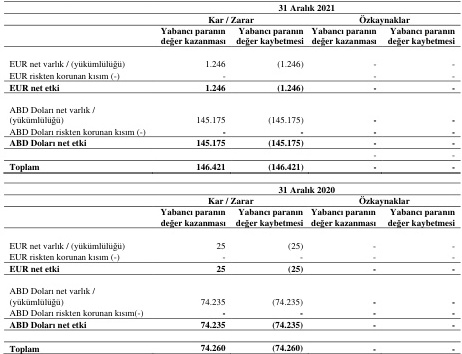 31 Aralık 2021
Kar / Zarar Özkaynaklar
Yabancı paranın Yabancı paranın Yabancı paranın Yabancı paranın
değer kazanması değer kaybetmesi değer kazanması değer kaybetmesi
EUR net varlık / (yükümlülüğü) 1.246 (1.246) - -
EUR riskten korunan kısım (-) - - -
EUR net etki 1.246 (1.246) - -
ABD Doları net varlık /
(yükümlülüğü) 145.175 (145.175) - -
ABD Doları riskten korunan kısım (-) - - - -
ABD Doları net etki 145.175 (145.175) - -
- -
Toplam 146.421 (146.421) - -
31 Aralık 2020
Kar / Zarar Özkaynaklar
Yabancı paranın Yabancı paranın Yabancı paranın Yabancı paranın
değer kazanması değer kaybetmesi değer kazanması değer kaybetmesi
EUR net varlık / (yükümlülüğü) 25 (25) - -
EUR riskten korunan kısım (-) - - - -
EUR net etki 25 (25) - -
ABD Doları net varlık /
(yükümlülüğü) 74.235 (74.235) - -
ABD Doları riskten korunan kısım(-) - - - -
ABD Doları net etki 74.235 (74.235) - -
Toplam 74.260 (74.260) - -